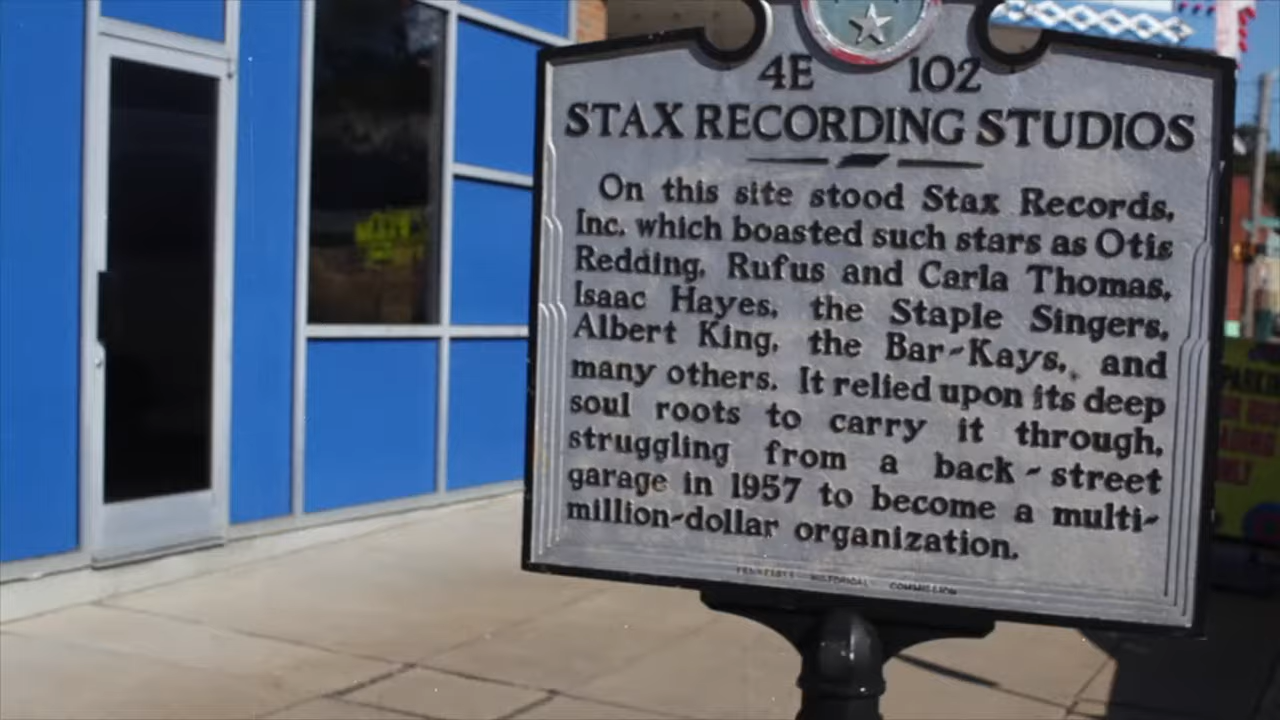 4E 102
STAX RECORDING STUDIOS
On this site stood Stax Records,
Inc. which boasted such stars as Otis
Redding, Rufus and Carla Thomas,
Isaac Hayes, the Staple Singers,
Albert King, the Bar-Kays, and
many others. It relied upon its deep
soul roots to carry it through,
struggling from a back-street
garage in 1957 to become a multi-
million-dollar organization.
TENNESSEE HISTORICAL COMMISSION